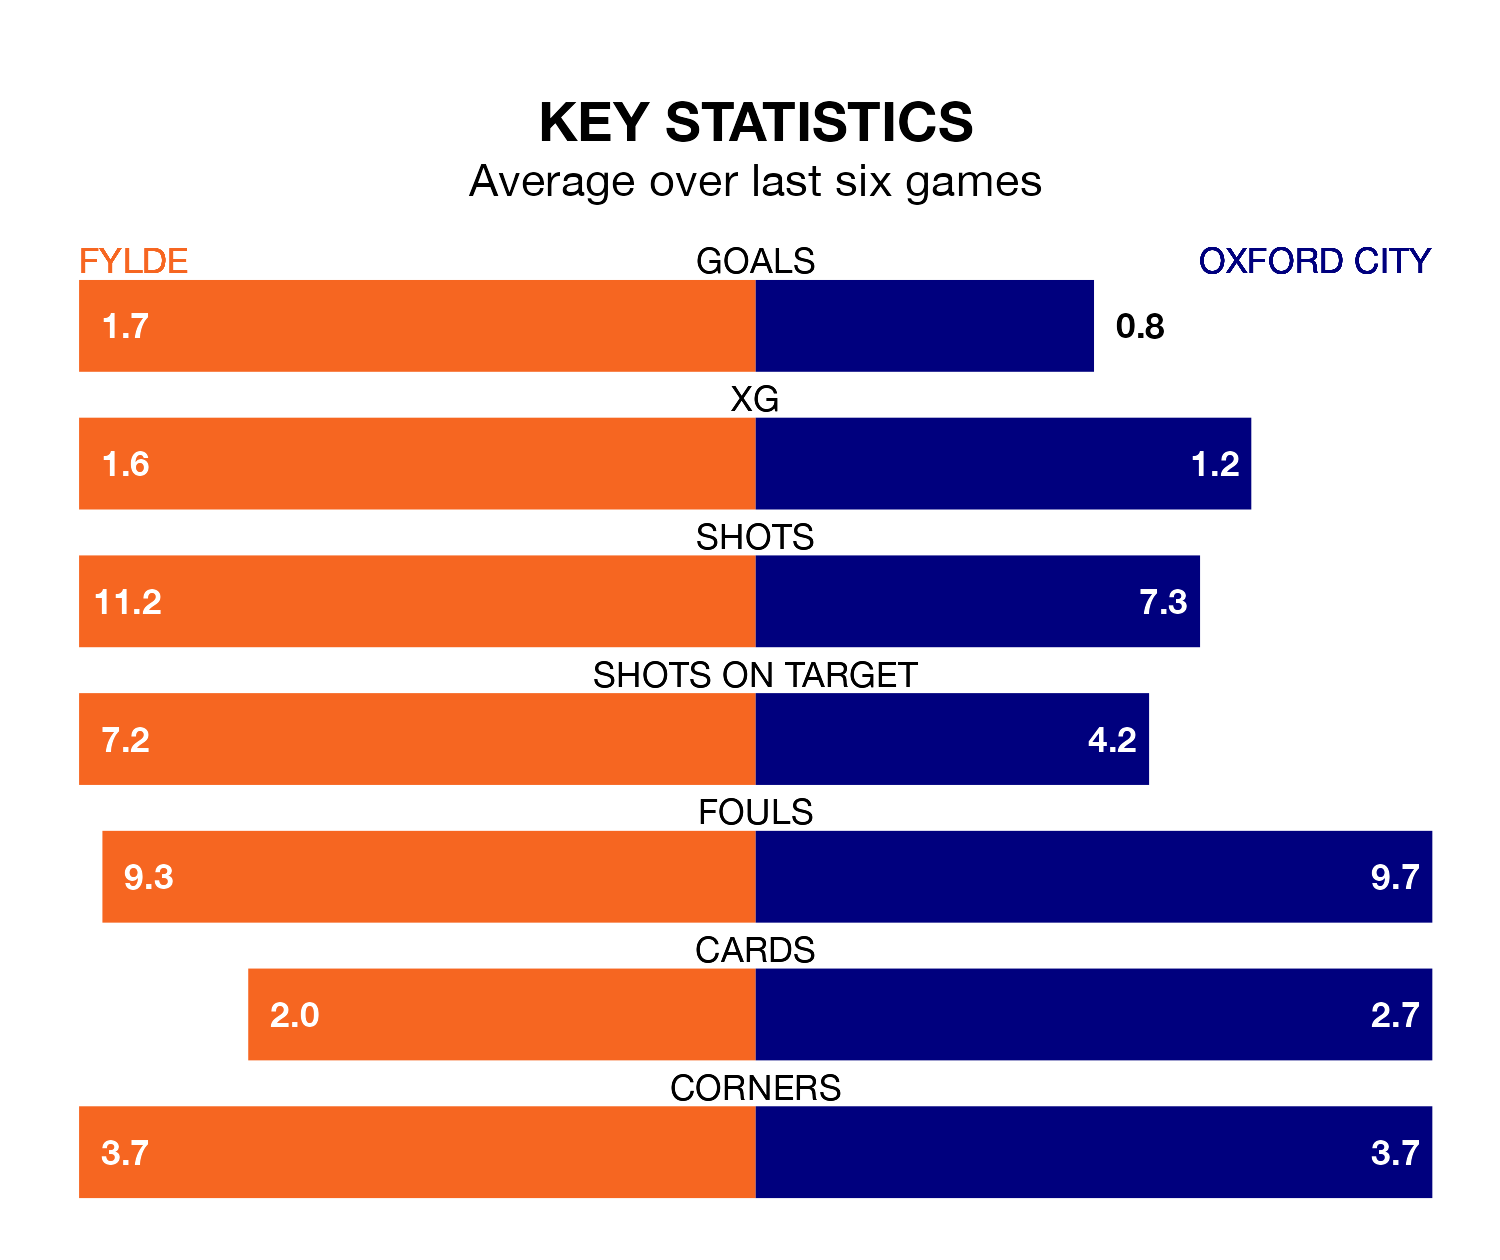 KEY STATISTICS
Average over last six games
FYLDE GOALS OXFORD CITY
1.7 0.8
XG
1.6 1.2
SHOTS
11.2 7.3
SHOTS ON TARGET
7.2 4.2
FOULS
9.3 9.7
CARDS
2.0 2.7
CORNERS
3.7 3.7